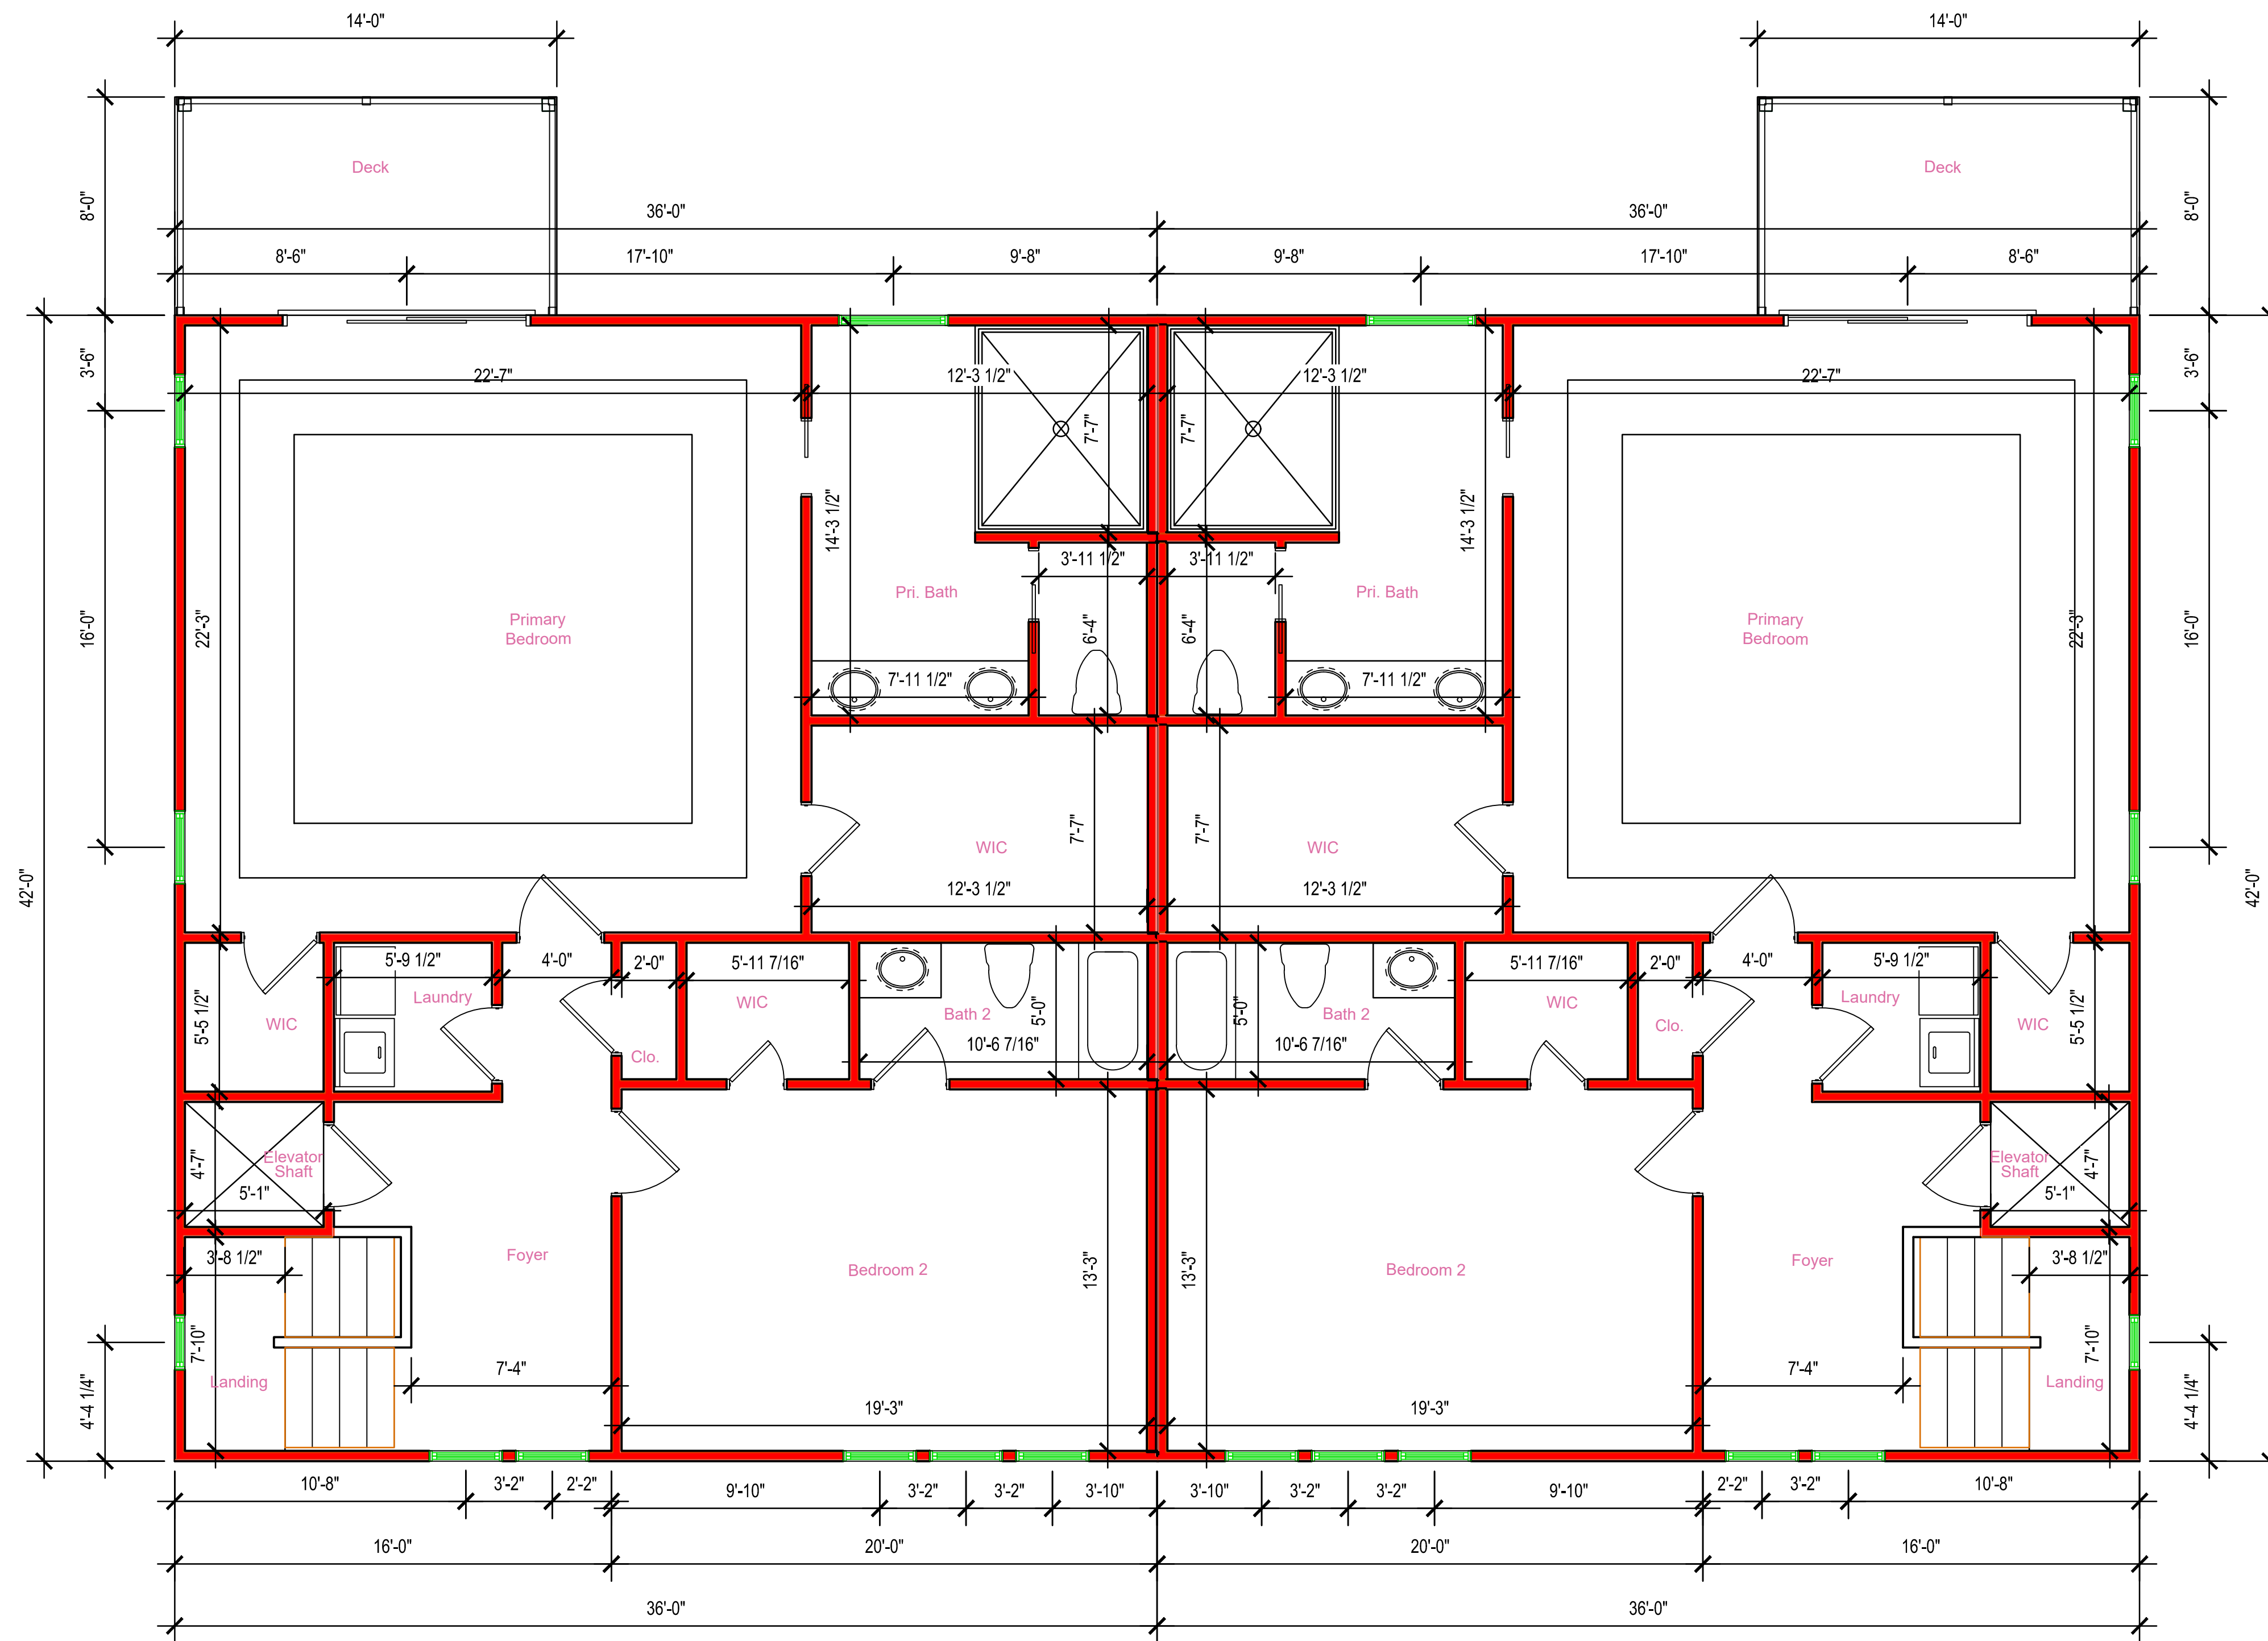 14'-0" 14'-0"
Deck Deck
8'-0" 8'-0"
36'-0" 36'-0"
8'-6" 17'-10" 9'-8" 9'-8" 17'-10" 8'-6"
3'-6" 3'-6"
22'-7" 12'-3 1/2" 12'-3 1/2" 22'-7"
7'-7" 7'-7"
14'-3 1/2" 14'-3 1/2"
3'-11 1/2" 3'-11 1/2"
Pri. Bath Pri. Bath
Primary Primary
Bedroom Bedroom
16'-0" 22'-3" 6'-4" 6'-4" 22'-3" 16'-0"
7'-11 1/2" 7'-11 1/2"
7'-7" 7'-7"
WIC WIC
42'-0" 12'-3 1/2" 12'-3 1/2" 42'-0"
5'-9 1/2" 4'-0" 2'-0" 5'-11 7/16" 5'-11 7/16" 2'-0" 4'-0" 5'-9 1/2"
Laundry WIC WIC Laundry
5'-5 1/2" Bath 2 5'-0" 5'-0" Bath 2 5'-5 1/2"
WIC Clo. WIC
Clo. 10'-6 7/16" 10'-6 7/16"
Elevator Elevator
Shaft Shaft
4'-7" 4'-7"
5'-1" 5'-1"
3'-8 1/2" Foyer Foyer 3'-8 1/2"
Bedroom 2 13'-3" 13'-3" Bedroom 2
7'-10" 7'-10"
7'-4" 7'-4"
Landing Landing
4'-4 1/4" 19'-3" 19'-3" 4'-4 1/4"
10'-8" 3'-2" 2'-2" 9'-10" 3'-2" 3'-2" 3'-10" 3'-10" 3'-2" 3'-2" 9'-10" 2'-2" 3'-2" 10'-8"
16'-0" 20'-0" 20'-0" 16'-0"
36'-0" 36'-0"